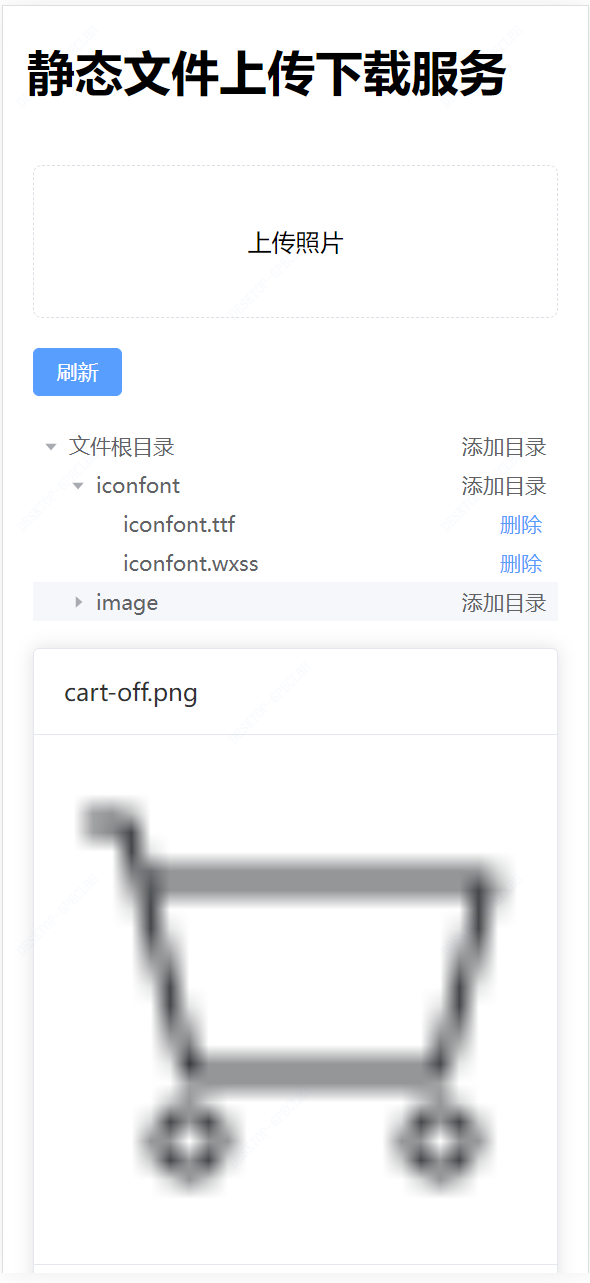 静态文件上传下载服务
上传照片
刷新
文件根目录 添加目录
iconfont 添加目录
iconfont.ttf 删除
iconfont.wxss 删除
image 添加目录
cart-off.png